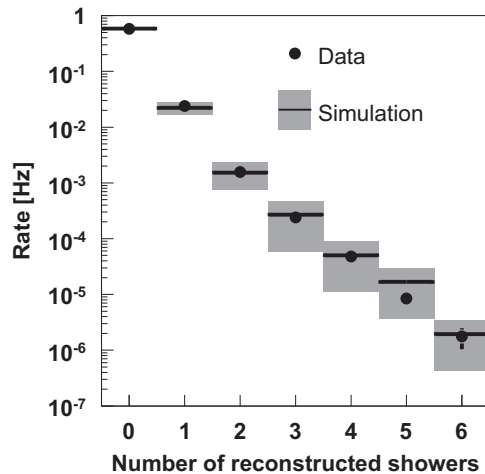 1
10⁻¹
10⁻²
10⁻³
10⁻⁴
10⁻⁵
10⁻⁶
10⁻⁷
Rate [Hz]
Data
Simulation
0 1 2 3 4 5 6
Number of reconstructed showers